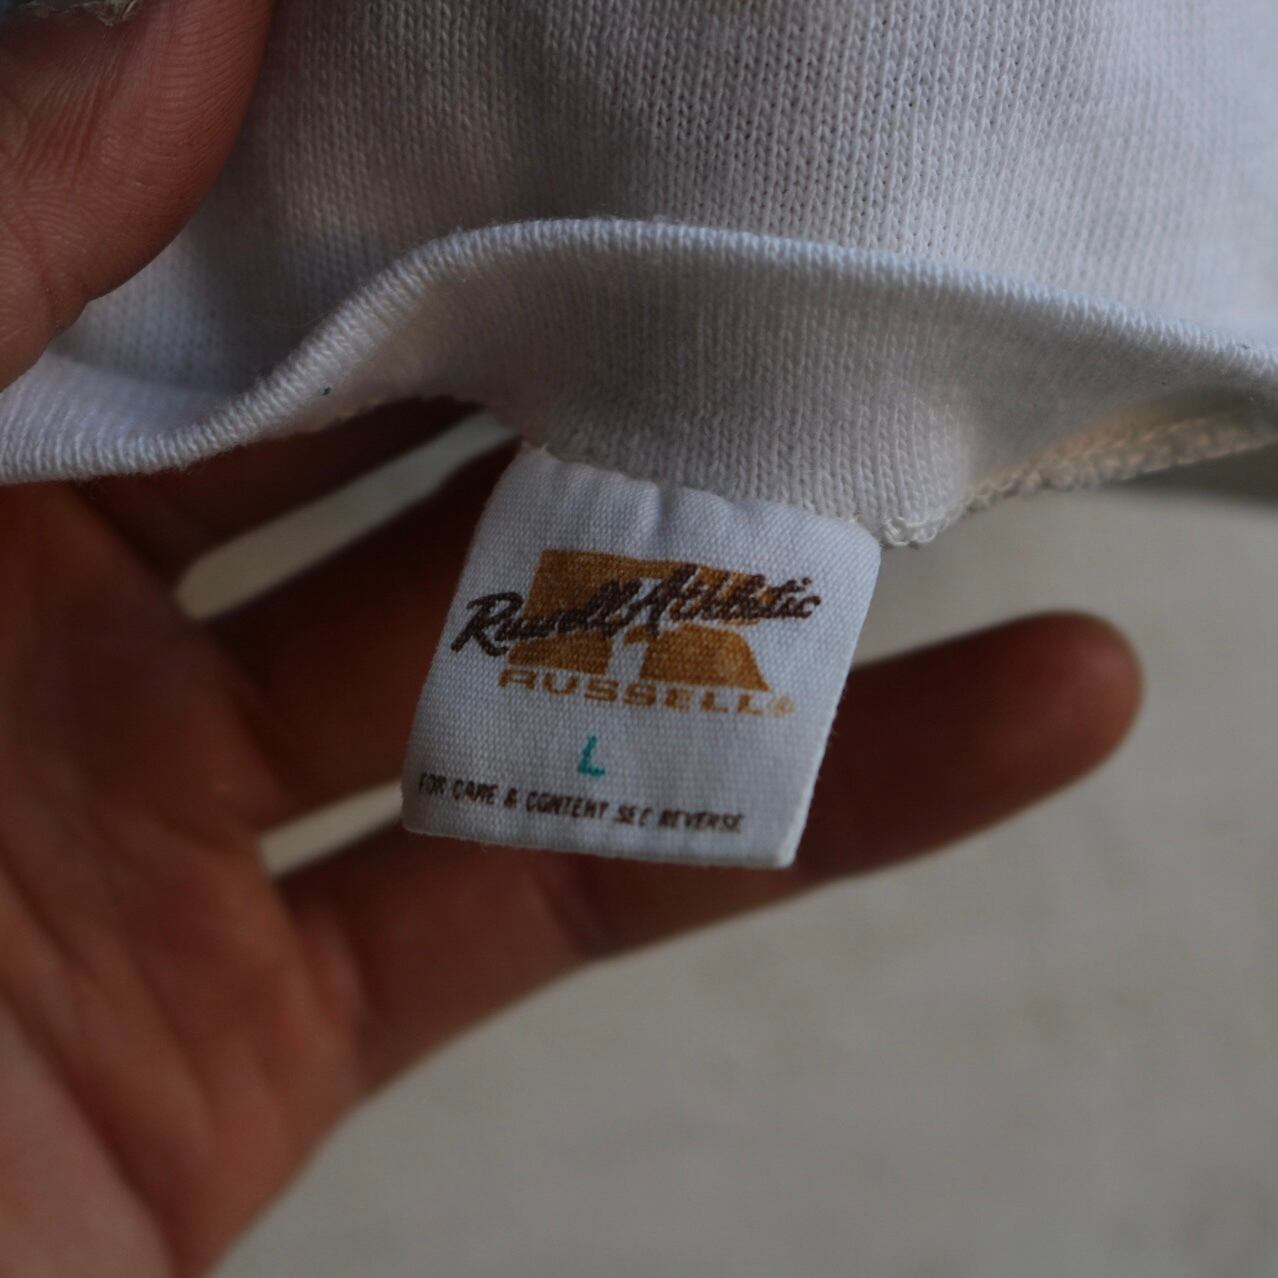 Russell Athletic
RUSSELL®
L
FOR CARE & CONTENT SEE REVERSE